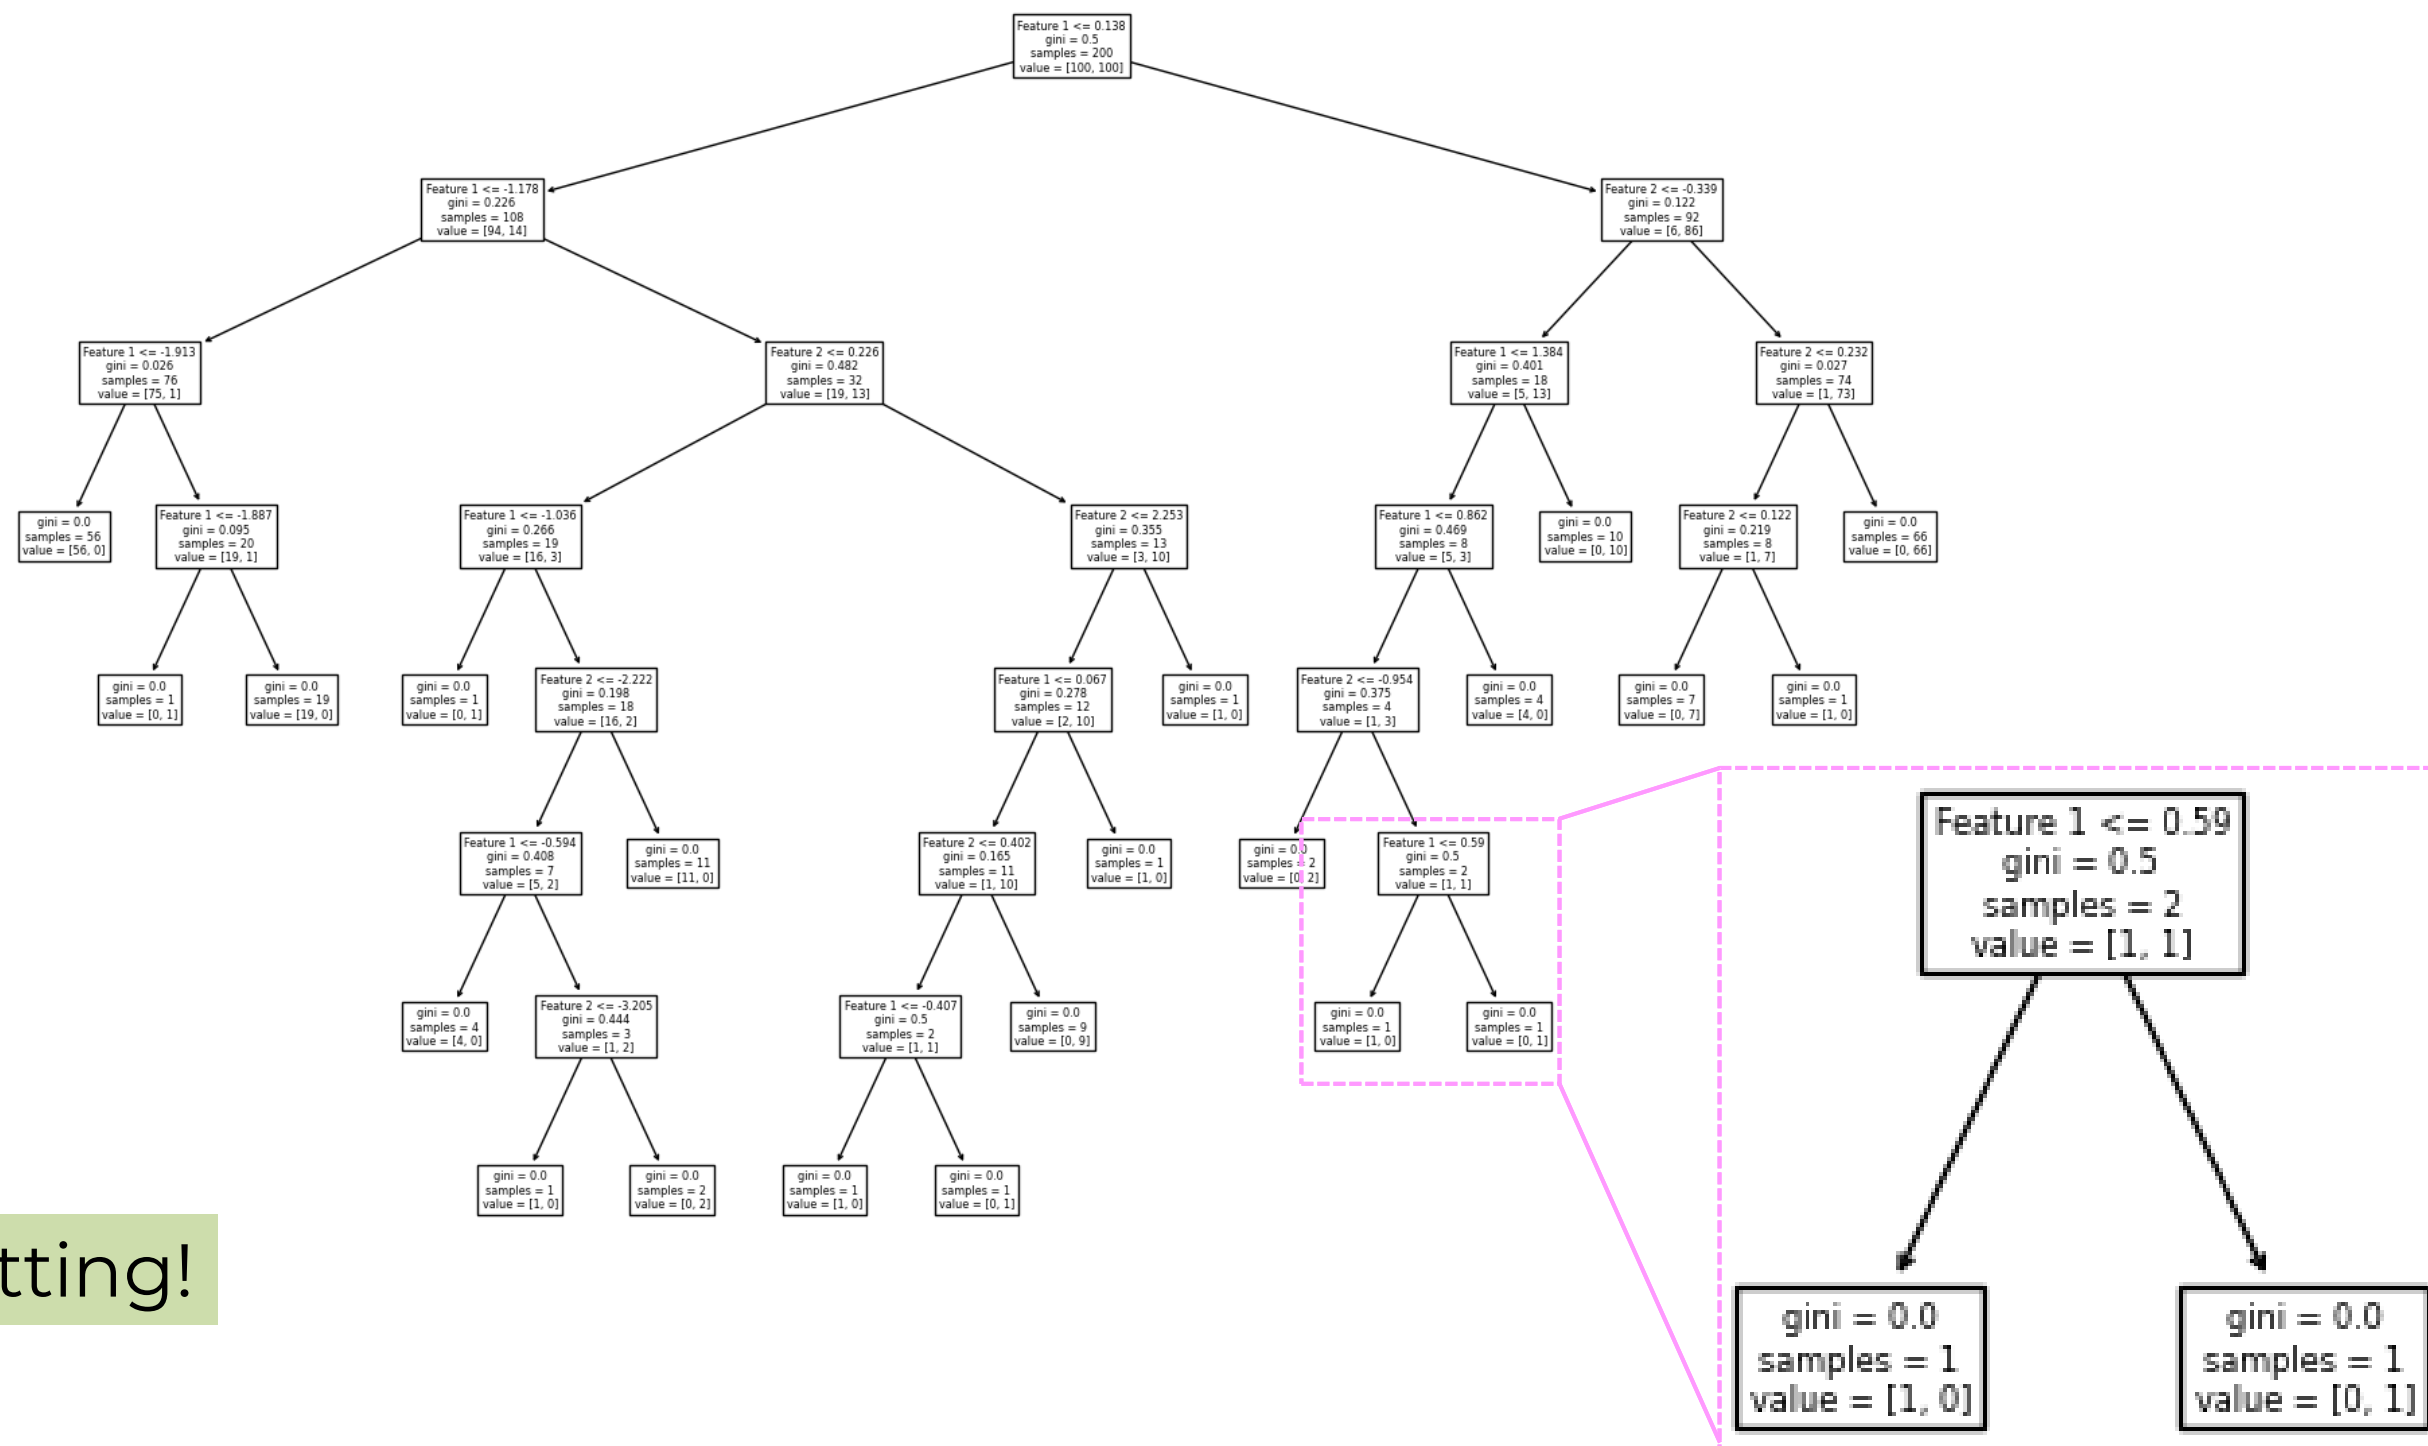 Feature 1 <= 0.138
gini = 0.5
samples = 200
value = [100, 100]
Feature 1 <= -1.178
gini = 0.226
samples = 108
value = [94, 14]
Feature 2 <= -0.339
gini = 0.122
samples = 92
value = [6, 86]
Feature 1 <= -1.913
gini = 0.026
samples = 76
value = [75, 1]
Feature 2 <= 0.226
gini = 0.482
samples = 32
value = [19, 13]
Feature 1 <= 1.384
gini = 0.401
samples = 18
value = [5, 13]
Feature 2 <= 0.232
gini = 0.027
samples = 74
value = [1, 73]
gini = 0.0
samples = 56
value = [56, 0]
Feature 1 <= -1.887
gini = 0.095
samples = 20
value = [19, 1]
Feature 1 <= -1.036
gini = 0.266
samples = 19
value = [16, 3]
Feature 2 <= 2.253
gini = 0.355
samples = 13
value = [3, 10]
Feature 1 <= 0.862
gini = 0.469
samples = 8
value = [5, 3]
gini = 0.0
samples = 10
value = [0, 10]
Feature 2 <= 0.122
gini = 0.219
samples = 8
value = [1, 7]
gini = 0.0
samples = 66
value = [0, 66]
gini = 0.0
samples = 1
value = [0, 1]
gini = 0.0
samples = 19
value = [19, 0]
gini = 0.0
samples = 1
value = [0, 1]
Feature 2 <= -2.222
gini = 0.198
samples = 18
value = [16, 2]
Feature 1 <= 0.067
gini = 0.278
samples = 12
value = [2, 10]
gini = 0.0
samples = 1
value = [1, 0]
Feature 2 <= -0.954
gini = 0.375
samples = 4
value = [1, 3]
gini = 0.0
samples = 4
value = [4, 0]
gini = 0.0
samples = 7
value = [0, 7]
gini = 0.0
samples = 1
value = [1, 0]
Feature 1 <= -0.594
gini = 0.408
samples = 7
value = [5, 2]
gini = 0.0
samples = 11
value = [11, 0]
Feature 2 <= 0.402
gini = 0.165
samples = 11
value = [1, 10]
gini = 0.0
samples = 1
value = [1, 0]
gini = 0.0
samples = 2
value = [0, 2]
Feature 1 <= 0.59
gini = 0.5
samples = 2
value = [1, 1]
gini = 0.0
samples = 4
value = [4, 0]
Feature 2 <= -3.205
gini = 0.444
samples = 3
value = [1, 2]
Feature 1 <= -0.407
gini = 0.5
samples = 2
value = [1, 1]
gini = 0.0
samples = 9
value = [0, 9]
gini = 0.0
samples = 1
value = [1, 0]
gini = 0.0
samples = 1
value = [0, 1]
gini = 0.0
samples = 1
value = [1, 0]
gini = 0.0
samples = 2
value = [0, 2]
gini = 0.0
samples = 1
value = [1, 0]
gini = 0.0
samples = 1
value = [0, 1]
Feature 1 <= 0.59
gini = 0.5
samples = 2
value = [1, 1]
gini = 0.0
samples = 1
value = [1, 0]
gini = 0.0
samples = 1
value = [0, 1]
tting!